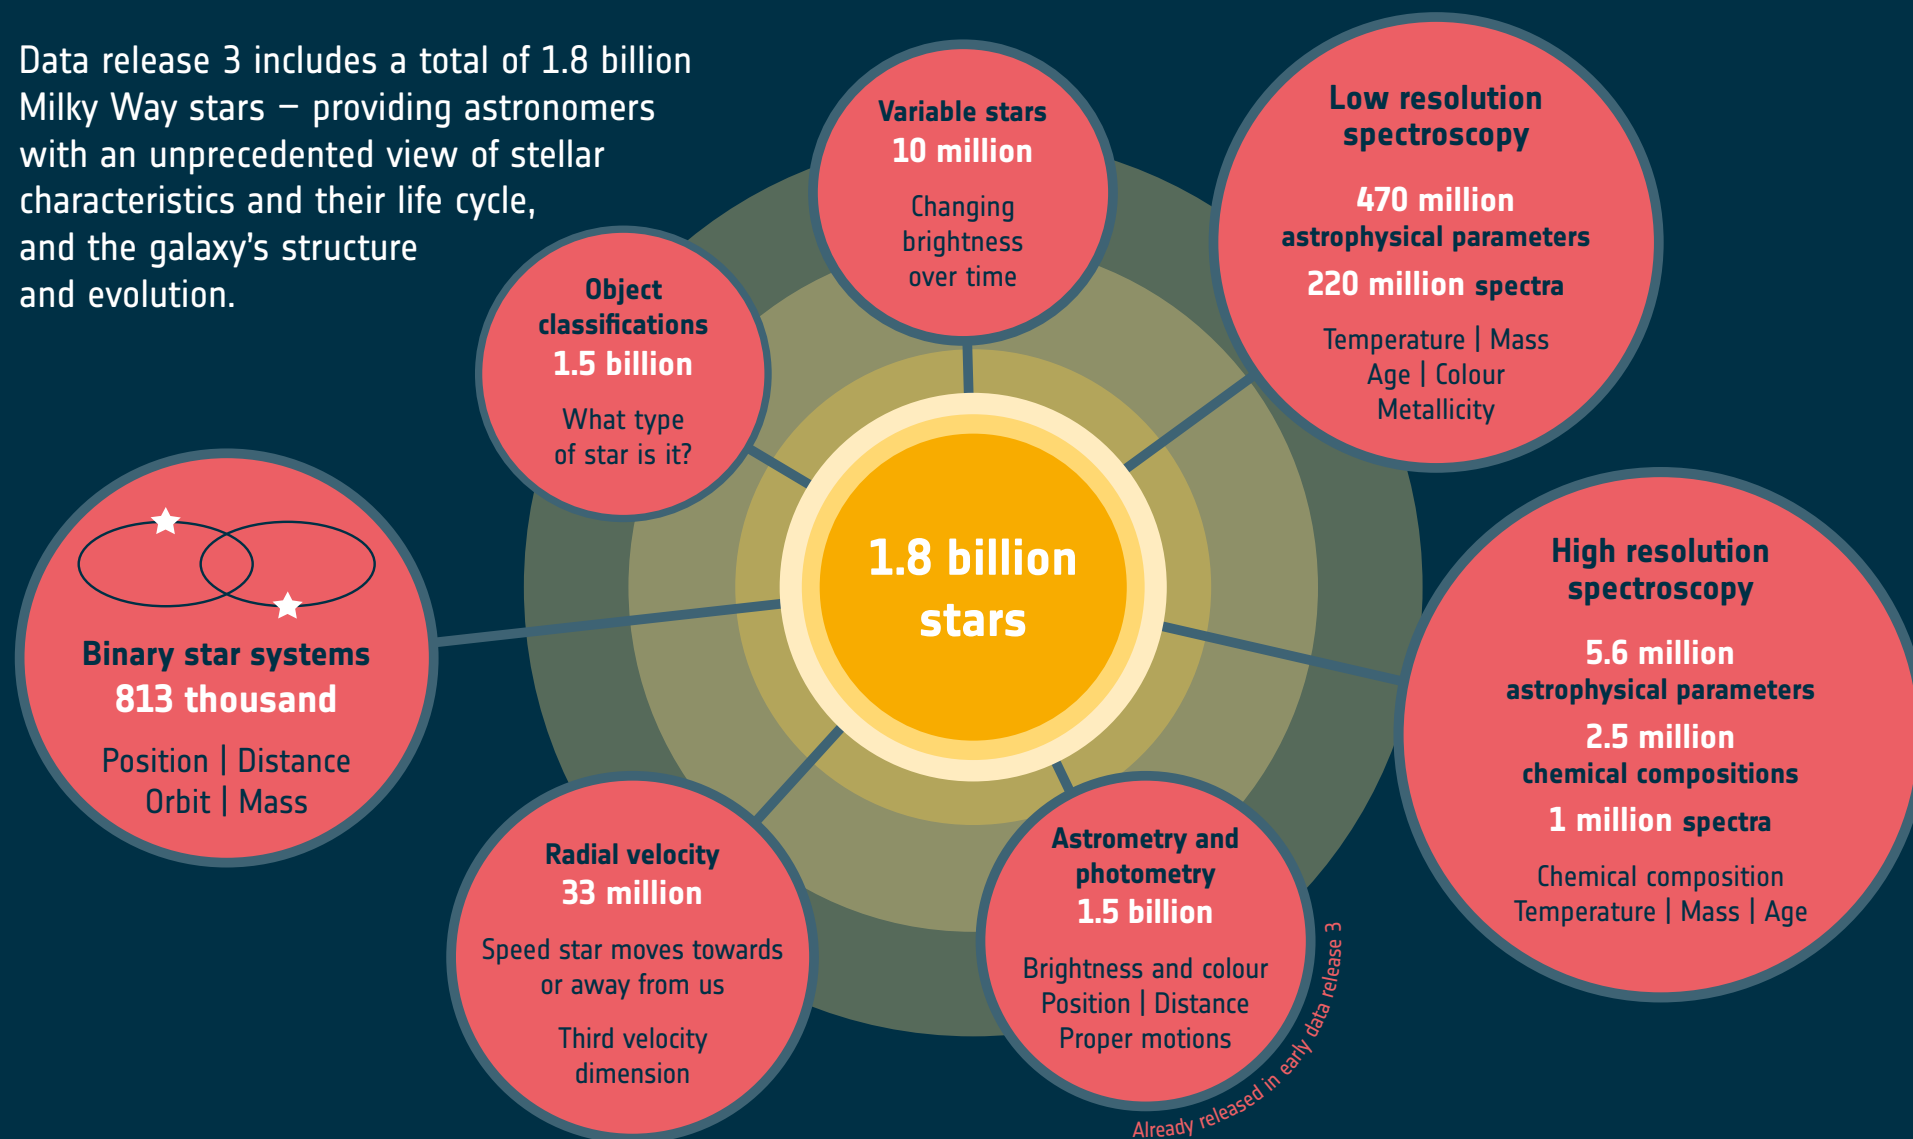 Data release 3 includes a total of 1.8 billion
Milky Way stars – providing astronomers
with an unprecedented view of stellar
characteristics and their life cycle,
and the galaxy's structure
and evolution.
Variable stars
10 million
Changing
brightness
over time
Low resolution
spectroscopy
470 million
astrophysical parameters
220 million spectra
Temperature | Mass
Age | Colour
Metallicity
Object
classifications
1.5 billion
What type
of star is it?
1.8 billion
stars
High resolution
spectroscopy
5.6 million
astrophysical parameters
2.5 million
chemical compositions
1 million spectra
Chemical composition
Temperature | Mass | Age
Binary star systems
813 thousand
Position | Distance
Orbit | Mass
Radial velocity
33 million
Speed star moves towards
or away from us
Third velocity
dimension
Astrometry and
photometry
1.5 billion
Brightness and colour
Position | Distance
Proper motions
Already released in early data release 3